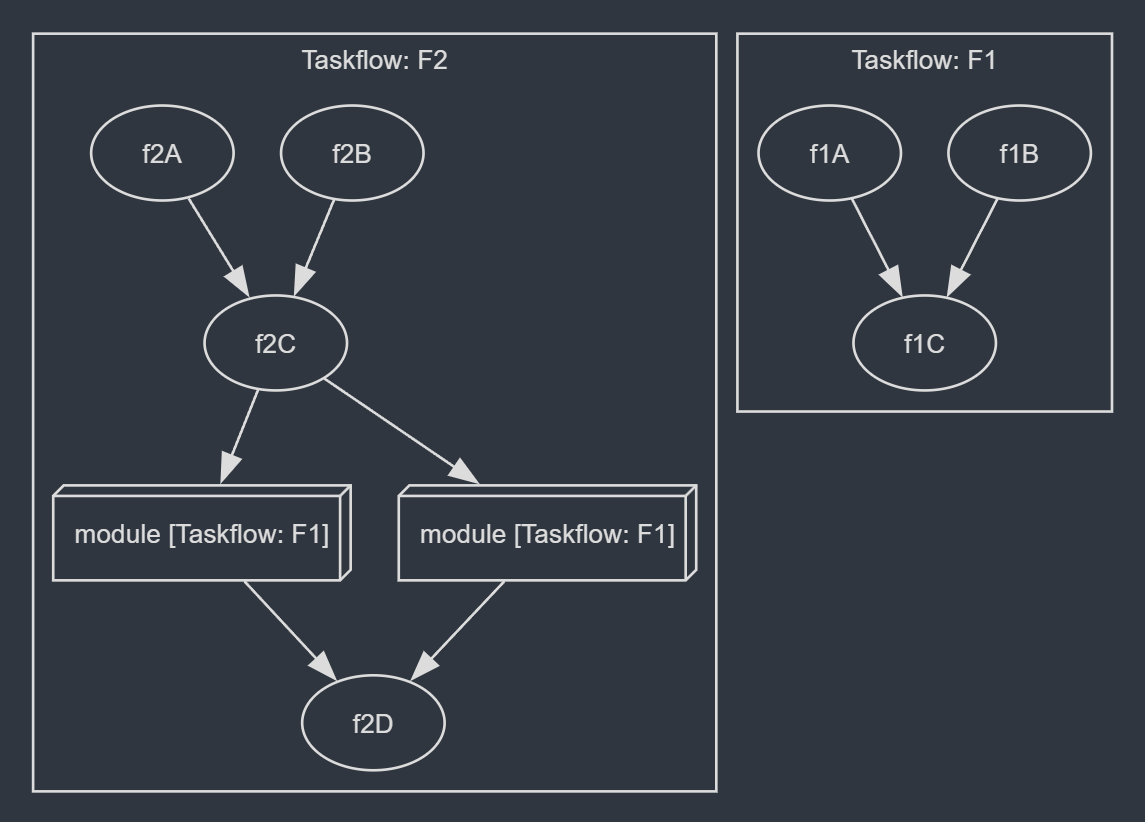 Taskflow: F2
f2A
f2B
f2C
module [Taskflow: F1]
module [Taskflow: F1]
f2D
Taskflow: F1
f1A
f1B
f1C